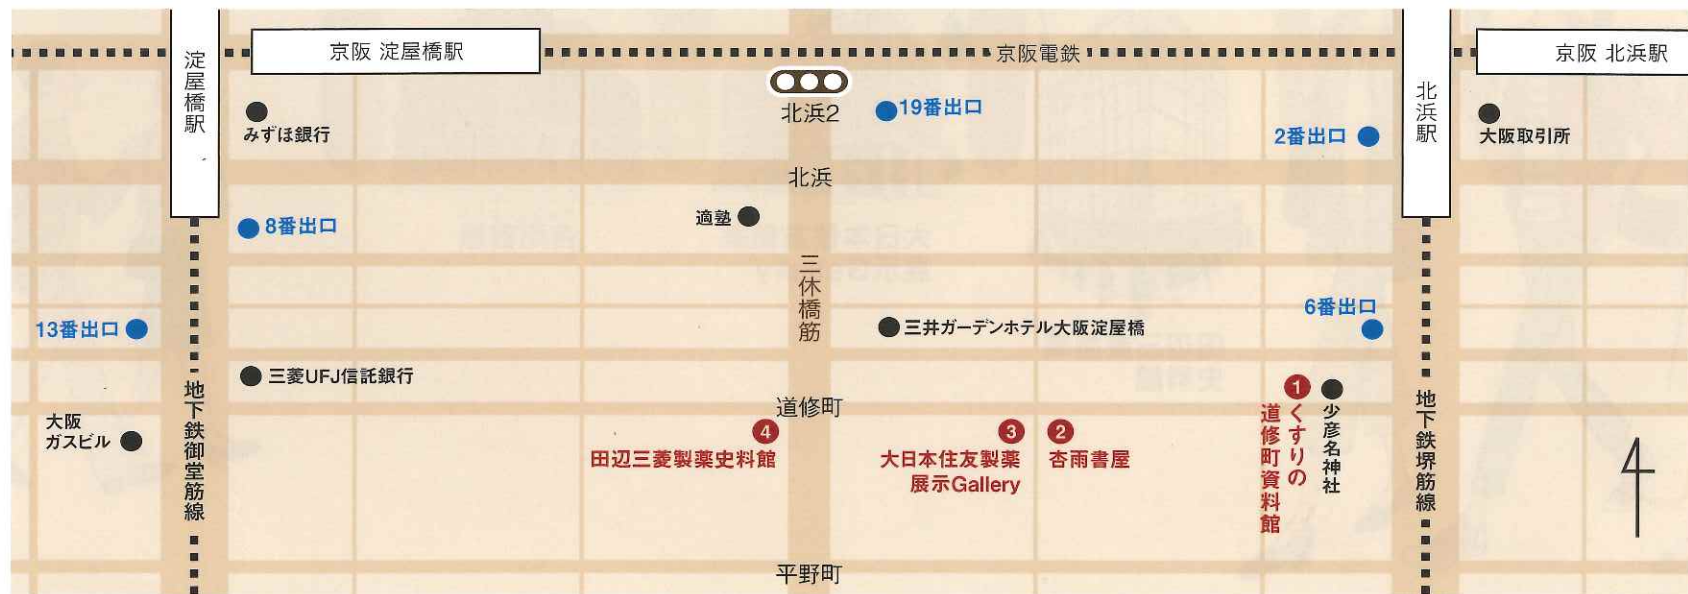 淀屋橋駅
京阪 淀屋橋駅
京阪電鉄
北浜駅
京阪 北浜駅
みずほ銀行
北浜2
19番出口
2番出口
大阪取引所
北浜
8番出口
適塾
三休橋筋
13番出口
三井ガーデンホテル大阪淀屋橋
6番出口
三菱UFJ信託銀行
地下鉄御堂筋線
道修町
大阪
ガスビル
4
田辺三菱製薬史料館
3
大日本住友製薬
展示Gallery
2
杏雨書屋
1
くすりの
道修町資料館
少彦名神社
地下鉄堺筋線
平野町